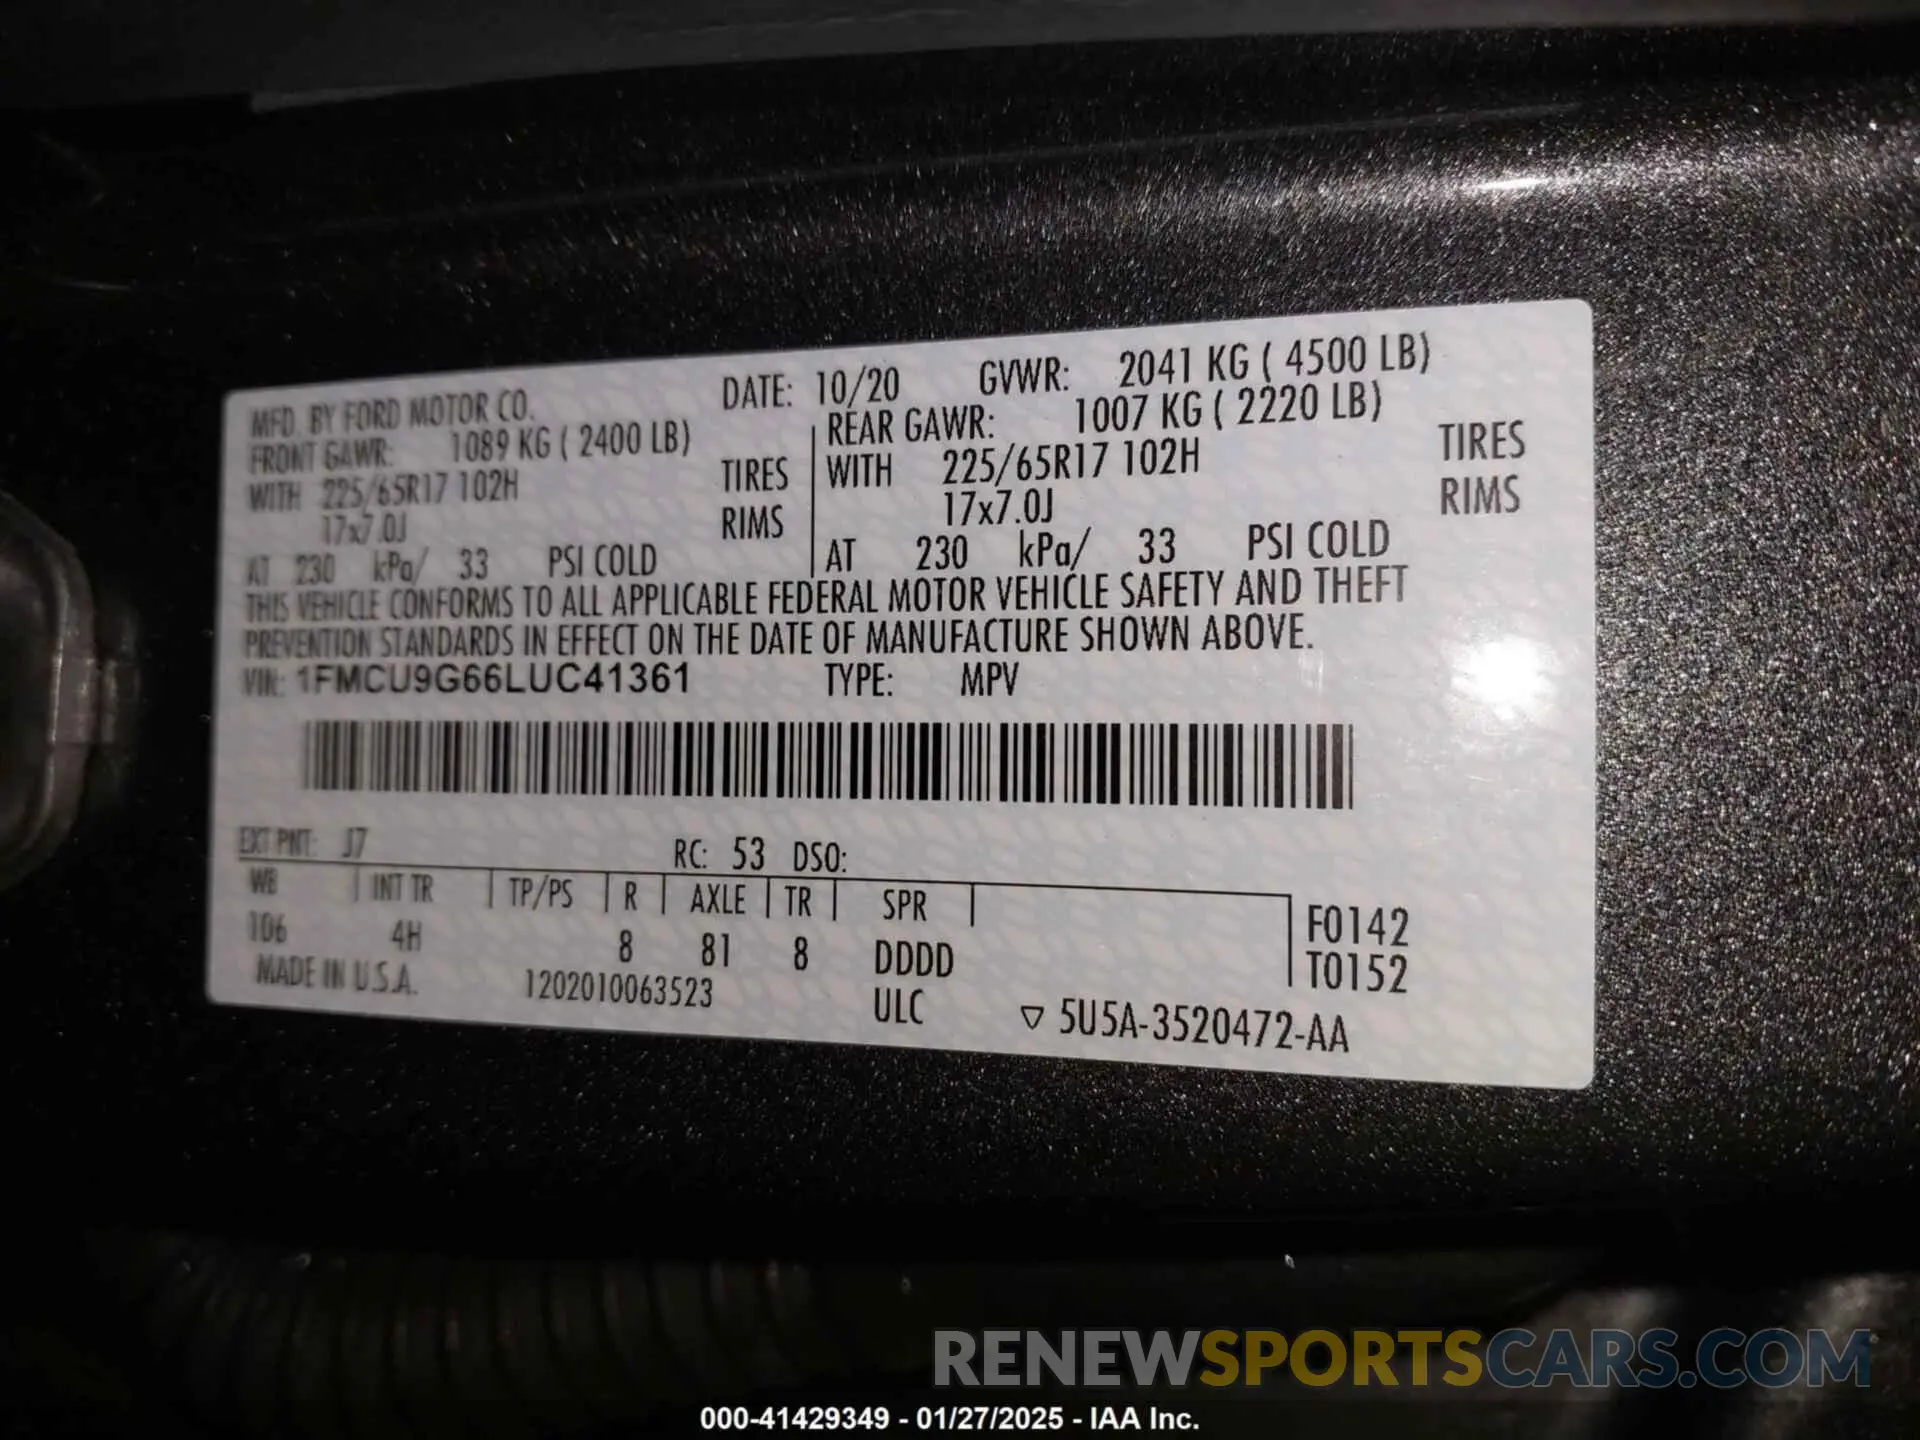 MFD. BY FORD MOTOR CO.
DATE: 10/20 GVWR: 2041 KG ( 4500 LB)
FRONT GAWR: 1089 KG ( 2400 LB)
REAR GAWR: 1007 KG ( 2220 LB)
WITH 225/65R17 102H TIRES
WITH 225/65R17 102H TIRES
17x7.0J RIMS
17x7.0J RIMS
AT 230 kPa/ 33 PSI COLD
AT 230 kPa/ 33 PSI COLD
THIS VEHICLE CONFORMS TO ALL APPLICABLE FEDERAL MOTOR VEHICLE SAFETY AND THEFT
PREVENTION STANDARDS IN EFFECT ON THE DATE OF MANUFACTURE SHOWN ABOVE.
VIN: 1FMCU9G66LUC41361 TYPE: MPV
EXT PNT: J7 RC: 53 DSO:
WB INT TR TP/PS R AXLE TR SPR
106 4H 8 81 8 DDDD
F0142
T0152
MADE IN U.S.A. 1202010063523 ULC
▽ 5U5A-3520472-AA
RENEWSPORTSCARS.COM
000-41429349 - 01/27/2025 - IAA Inc.